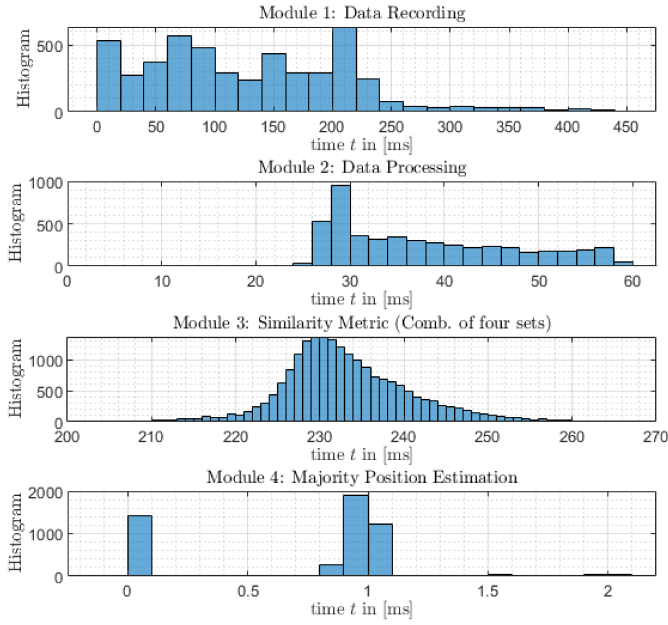 Module 1: Data Recording
500
0
Histogram
0 50 100 150 200 250 300 350 400 450
time t in [ms]
Module 2: Data Processing
1000
500
0
Histogram
0 10 20 30 40 50 60
time t in [ms]
Module 3: Similarity Metric (Comb. of four sets)
1000
500
0
Histogram
200 210 220 230 240 250 260 270
time t in [ms]
Module 4: Majority Position Estimation
2000
1000
0
Histogram
0 0.5 1 1.5 2
time t in [ms]